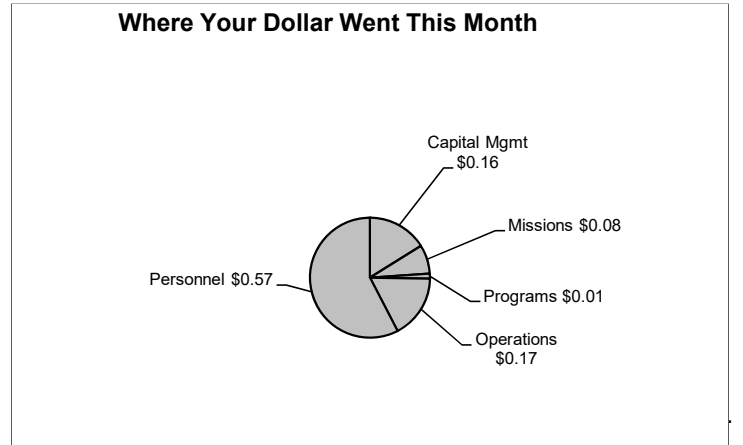 Where Your Dollar Went This Month
Capital Mgmt
$0.16
Missions $0.08
Personnel $0.57
Programs $0.01
Operations
$0.17
.